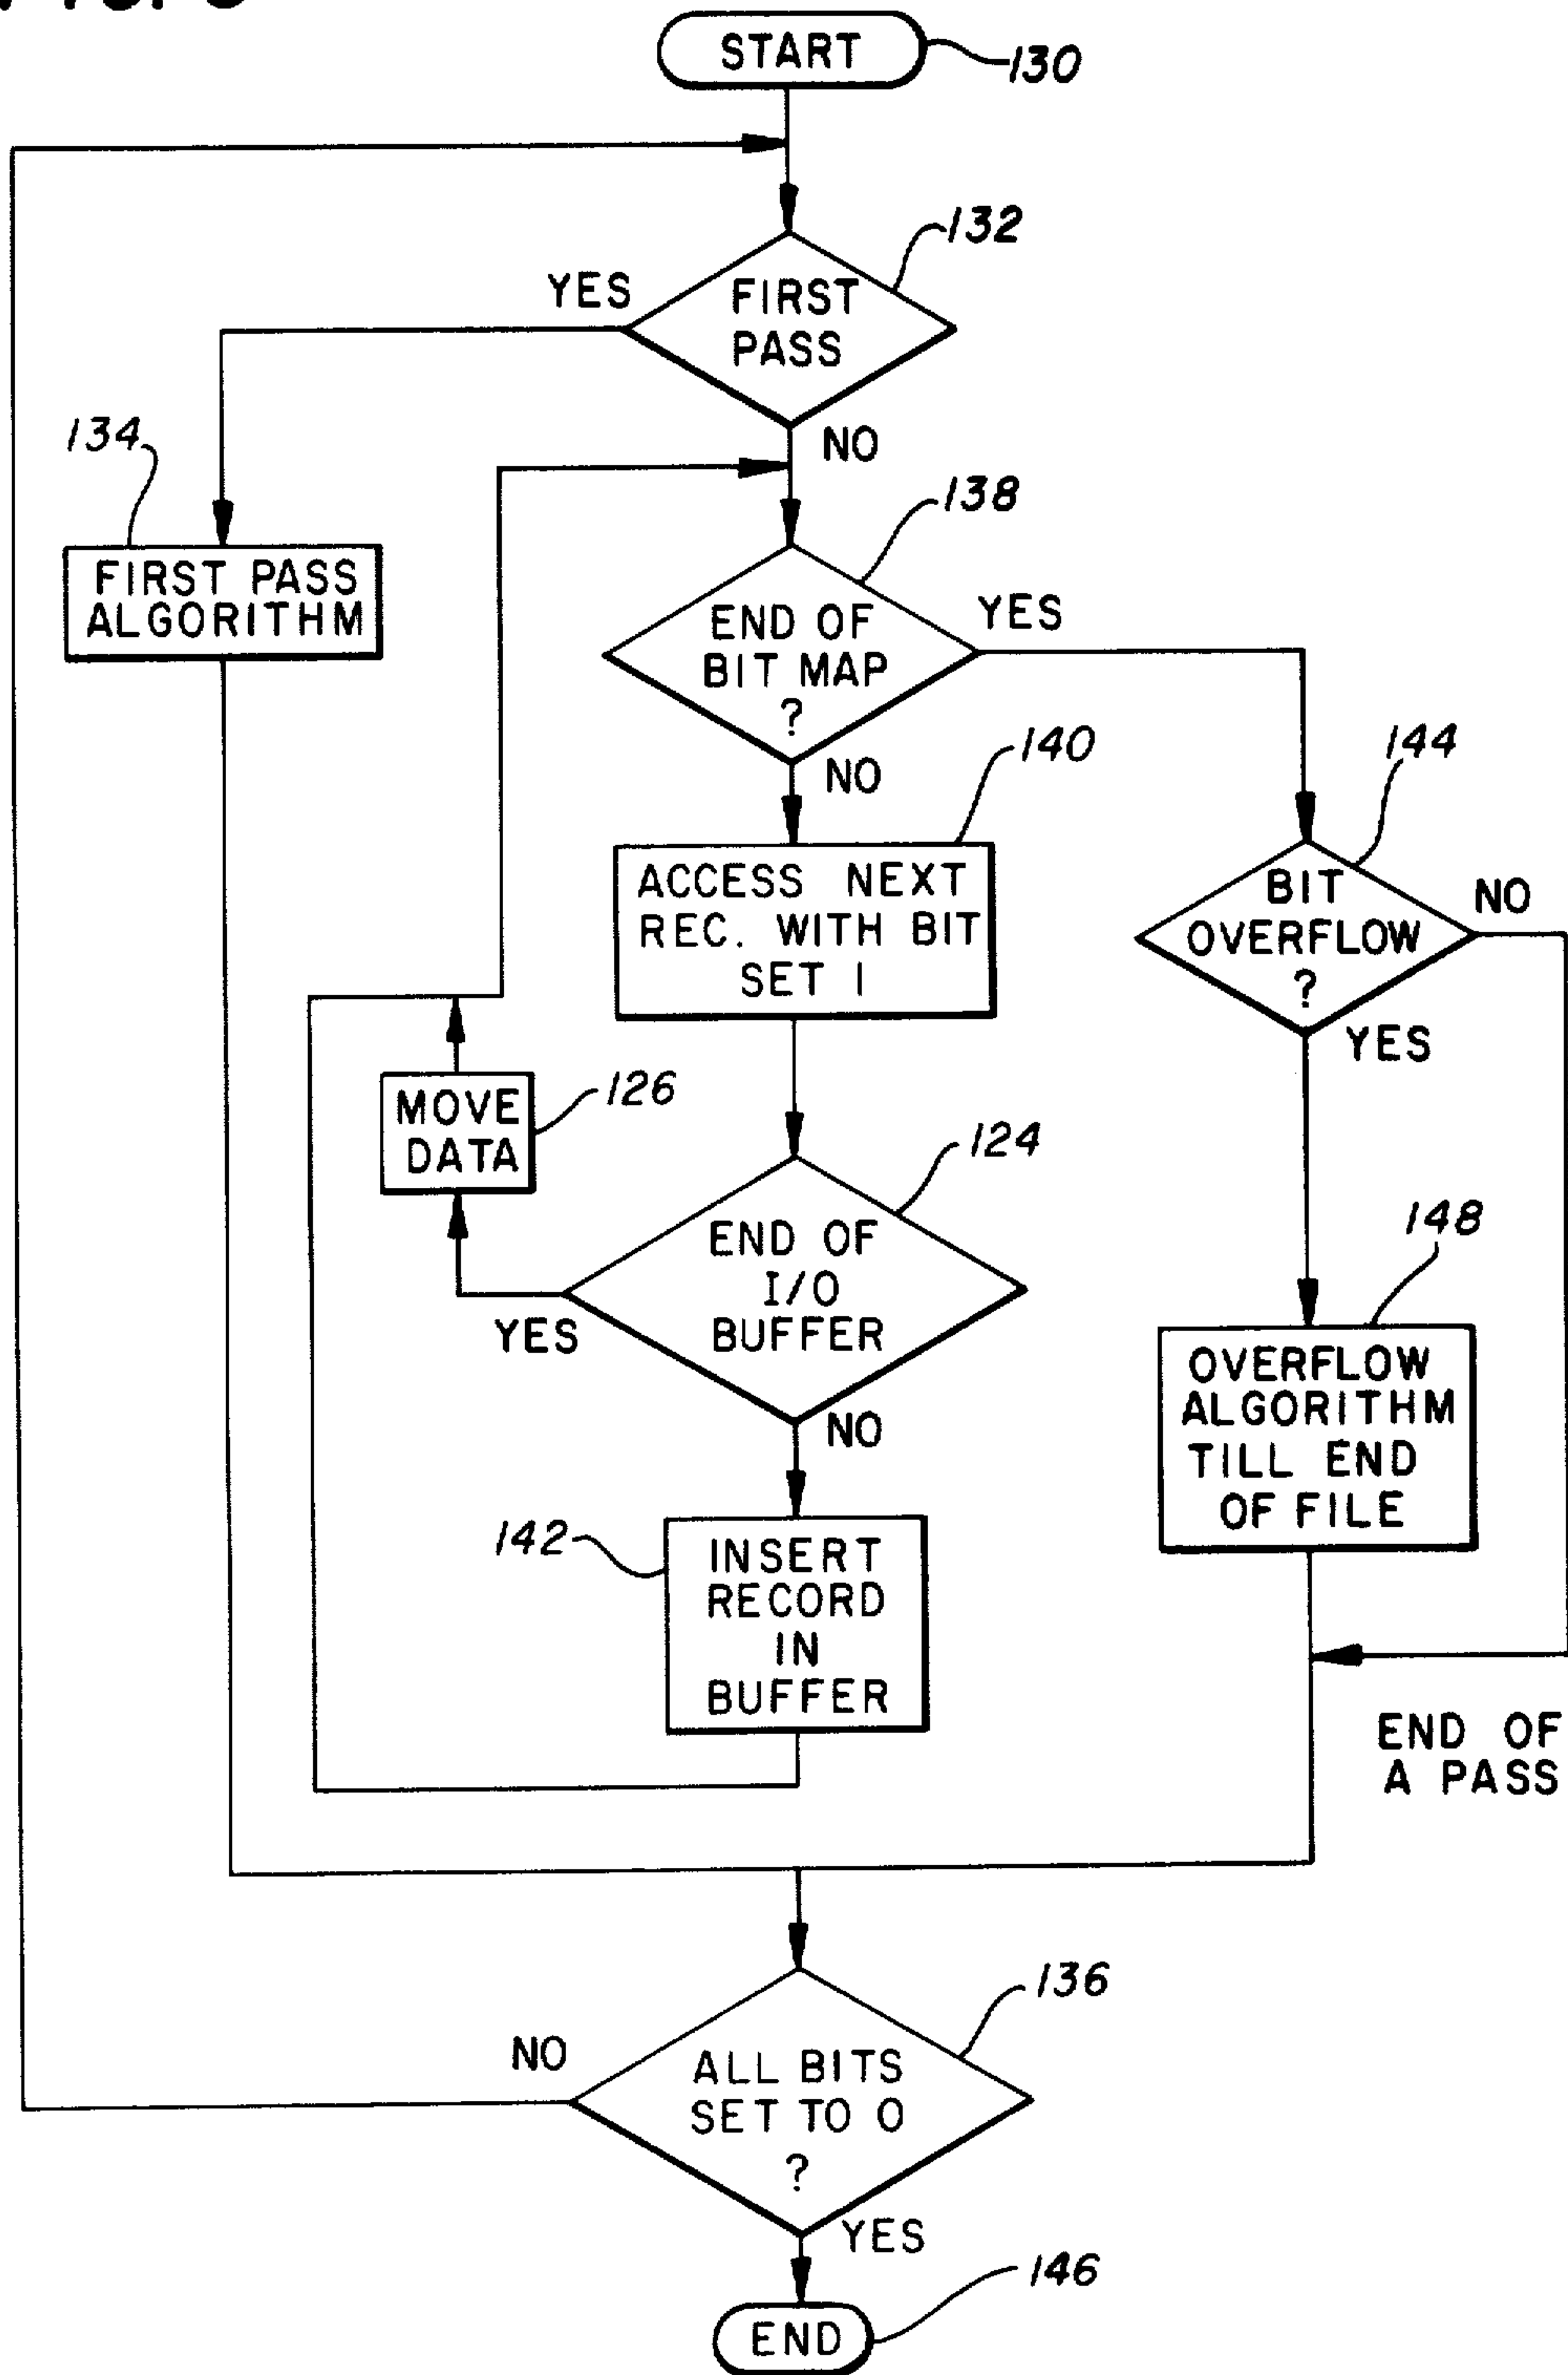 START
130
132
YES
FIRST
PASS
NO
134
138
FIRST PASS
ALGORITHM
END OF
BIT MAP
?
YES
NO
140
144
ACCESS NEXT
REC. WITH BIT
SET 1
BIT
OVERFLOW
?
NO
YES
MOVE
DATA
126
124
END OF
I/O
BUFFER
YES
NO
148
OVERFLOW
ALGORITHM
TILL END
OF FILE
142
INSERT
RECORD
IN
BUFFER
END OF
A PASS
136
NO
ALL BITS
SET TO 0
?
YES
146
END